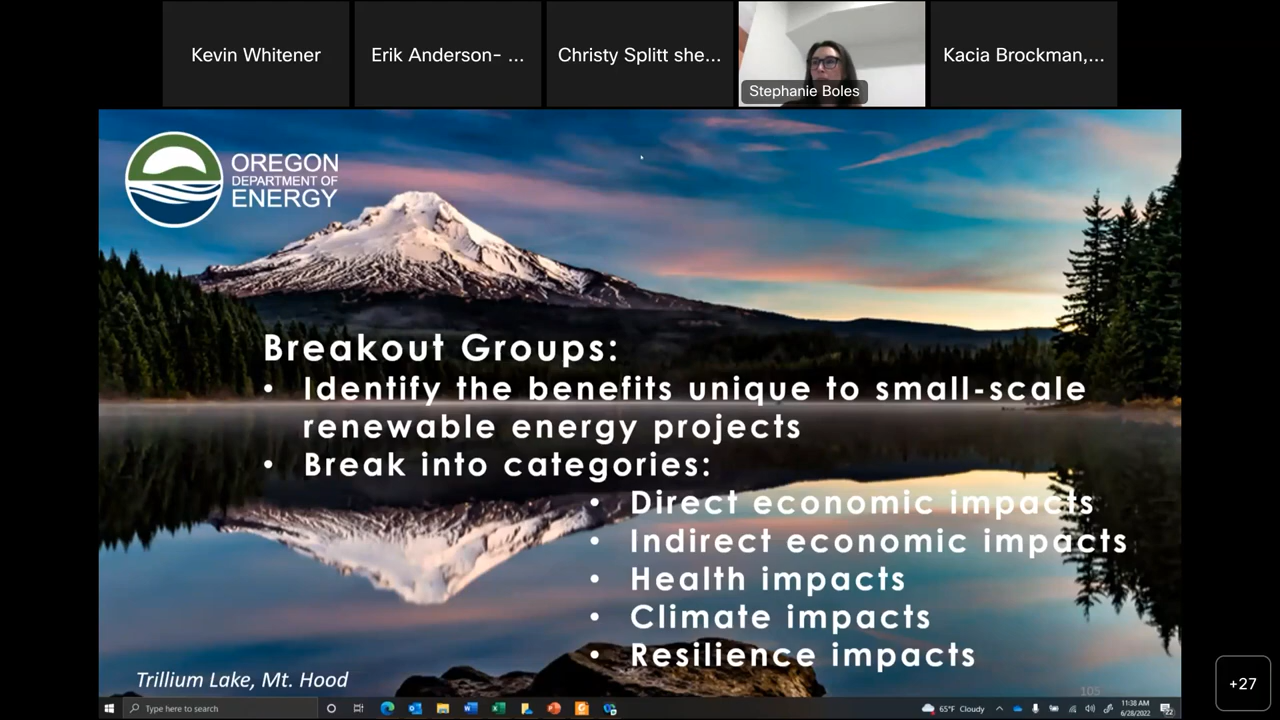 Kevin Whitener
Erik Anderson- ...
Christy Splitt she...
Stephanie Boles
Kacia Brockman,...
OREGON
DEPARTMENT OF
ENERGY
Breakout Groups:
• Identify the benefits unique to small-scale
renewable energy projects
• Break into categories:
• Direct economic impacts
• Indirect economic impacts
• Health impacts
• Climate impacts
• Resilience impacts
Trillium Lake, Mt. Hood
105
+27
Type here to search
65°F Cloudy
11:38 AM
6/28/2022
22